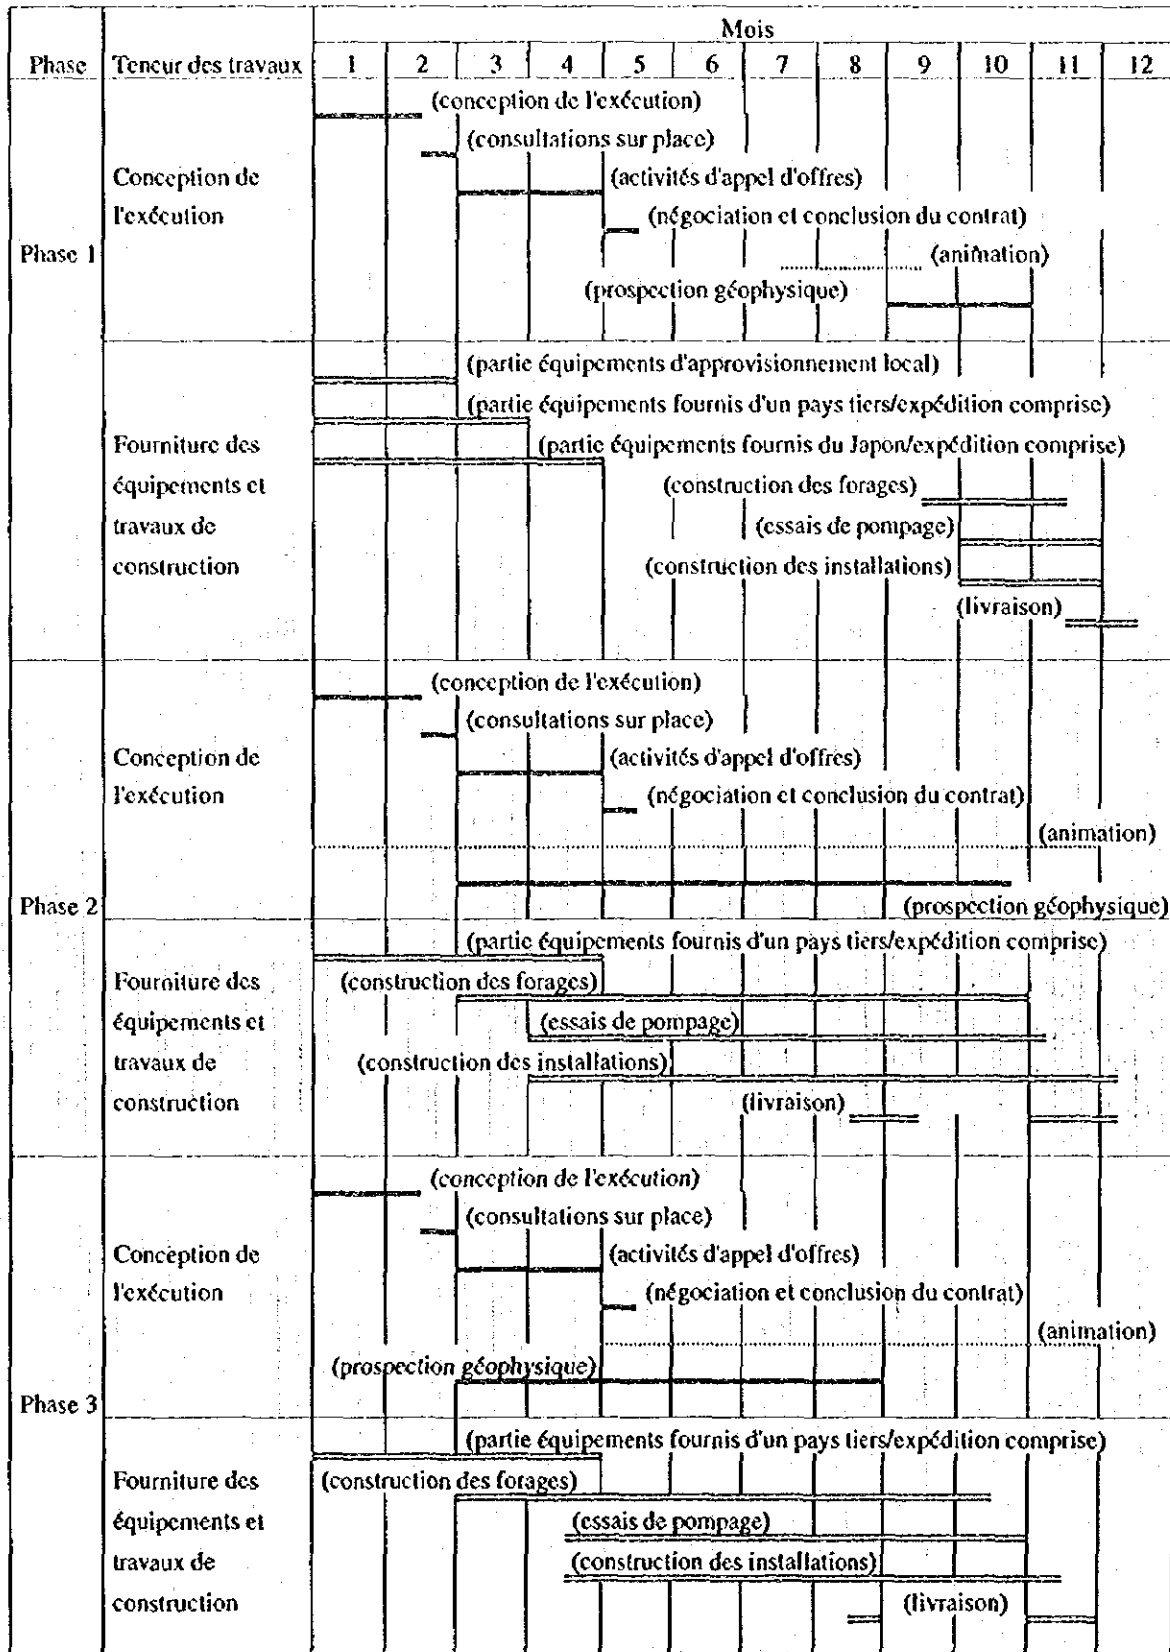 Mois
Phase Teneur des travaux 1 2 3 4 5 6 7 8 9 10 11 12
(conception de l'exécution)
(consultations sur place)
Conception de (activités d'appel d'offres)
l'exécution (négociation et conclusion du contrat)
Phase 1 (animation)
(prospection géophysique)
(partie équipements d'approvisionnement local)
(partie équipements fournis d'un pays tiers/expédition comprise)
Fourniture des (partie équipements fournis du Japon/expédition comprise)
équipements et (construction des forages)
travaux de (essais de pompage)
construction (construction des installations)
(livraison)
(conception de l'exécution)
(consultations sur place)
Conception de (activités d'appel d'offres)
l'exécution (négociation et conclusion du contrat)
(animation)
Phase 2 (prospection géophysique)
(partie équipements fournis d'un pays tiers/expédition comprise)
Fourniture des (construction des forages)
équipements et (essais de pompage)
travaux de (construction des installations)
construction (livraison)
(conception de l'exécution)
(consultations sur place)
Conception de (activités d'appel d'offres)
l'exécution (négociation et conclusion du contrat)
(animation)
(prospection géophysique)
Phase 3
(partie équipements fournis d'un pays tiers/expédition comprise)
Fourniture des (construction des forages)
équipements et (essais de pompage)
travaux de (construction des installations)
construction (livraison)